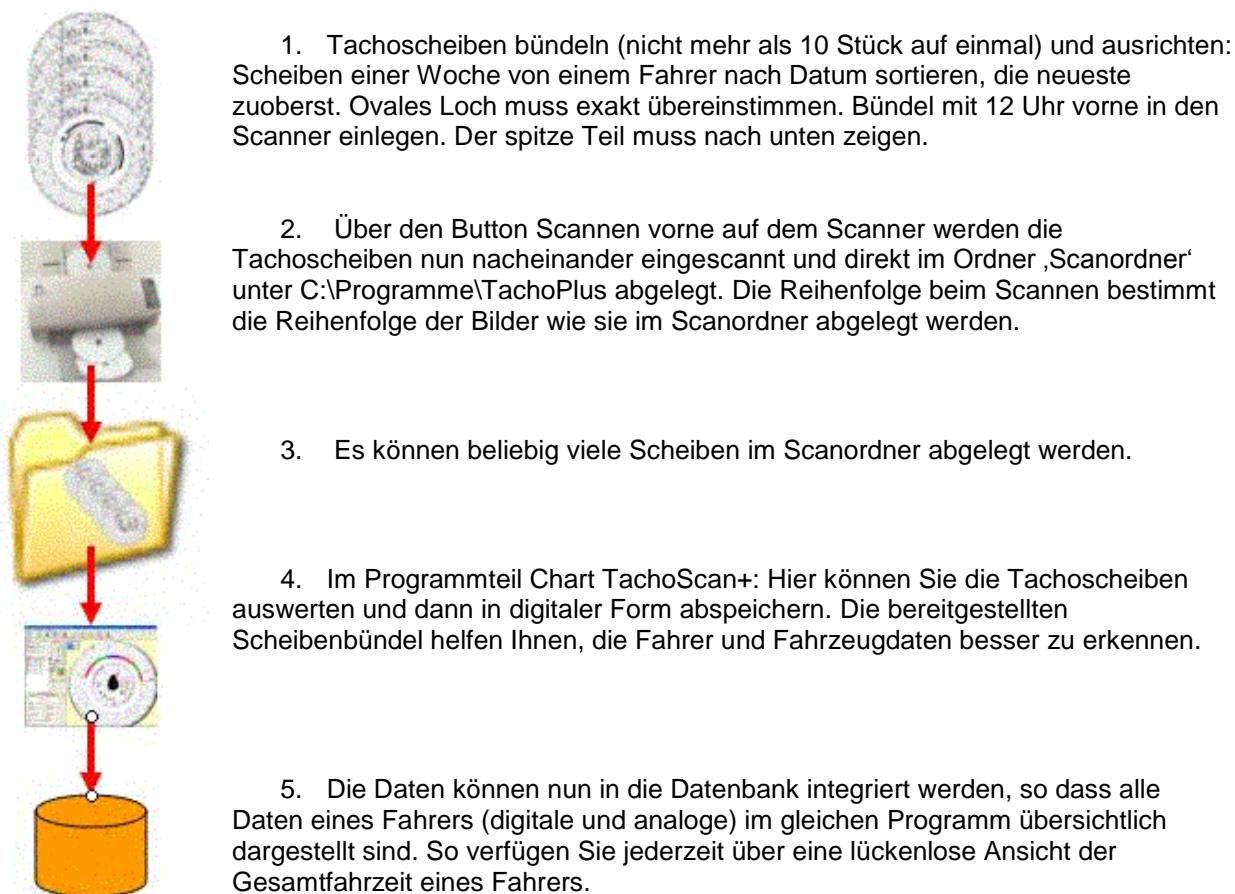 1. Tachoscheiben bündeln (nicht mehr als 10 Stück auf einmal) und ausrichten:
Scheiben einer Woche von einem Fahrer nach Datum sortieren, die neueste
zuoberst. Ovales Loch muss exakt übereinstimmen. Bündel mit 12 Uhr vorne in den
Scanner einlegen. Der spitze Teil muss nach unten zeigen.
2. Über den Button Scannen vorne auf dem Scanner werden die
Tachoscheiben nun nacheinander eingescannt und direkt im Ordner ‚Scanordner‘
unter C:\Programme\TachoPlus abgelegt. Die Reihenfolge beim Scannen bestimmt
die Reihenfolge der Bilder wie sie im Scanordner abgelegt werden.
3. Es können beliebig viele Scheiben im Scanordner abgelegt werden.
4. Im Programmteil Chart TachoScan+: Hier können Sie die Tachoscheiben
auswerten und dann in digitaler Form abspeichern. Die bereitgestellten
Scheibenbündel helfen Ihnen, die Fahrer und Fahrzeugdaten besser zu erkennen.
5. Die Daten können nun in die Datenbank integriert werden, so dass alle
Daten eines Fahrers (digitale und analoge) im gleichen Programm übersichtlich
dargestellt sind. So verfügen Sie jederzeit über eine lückenlose Ansicht der
Gesamtfahrzeit eines Fahrers.